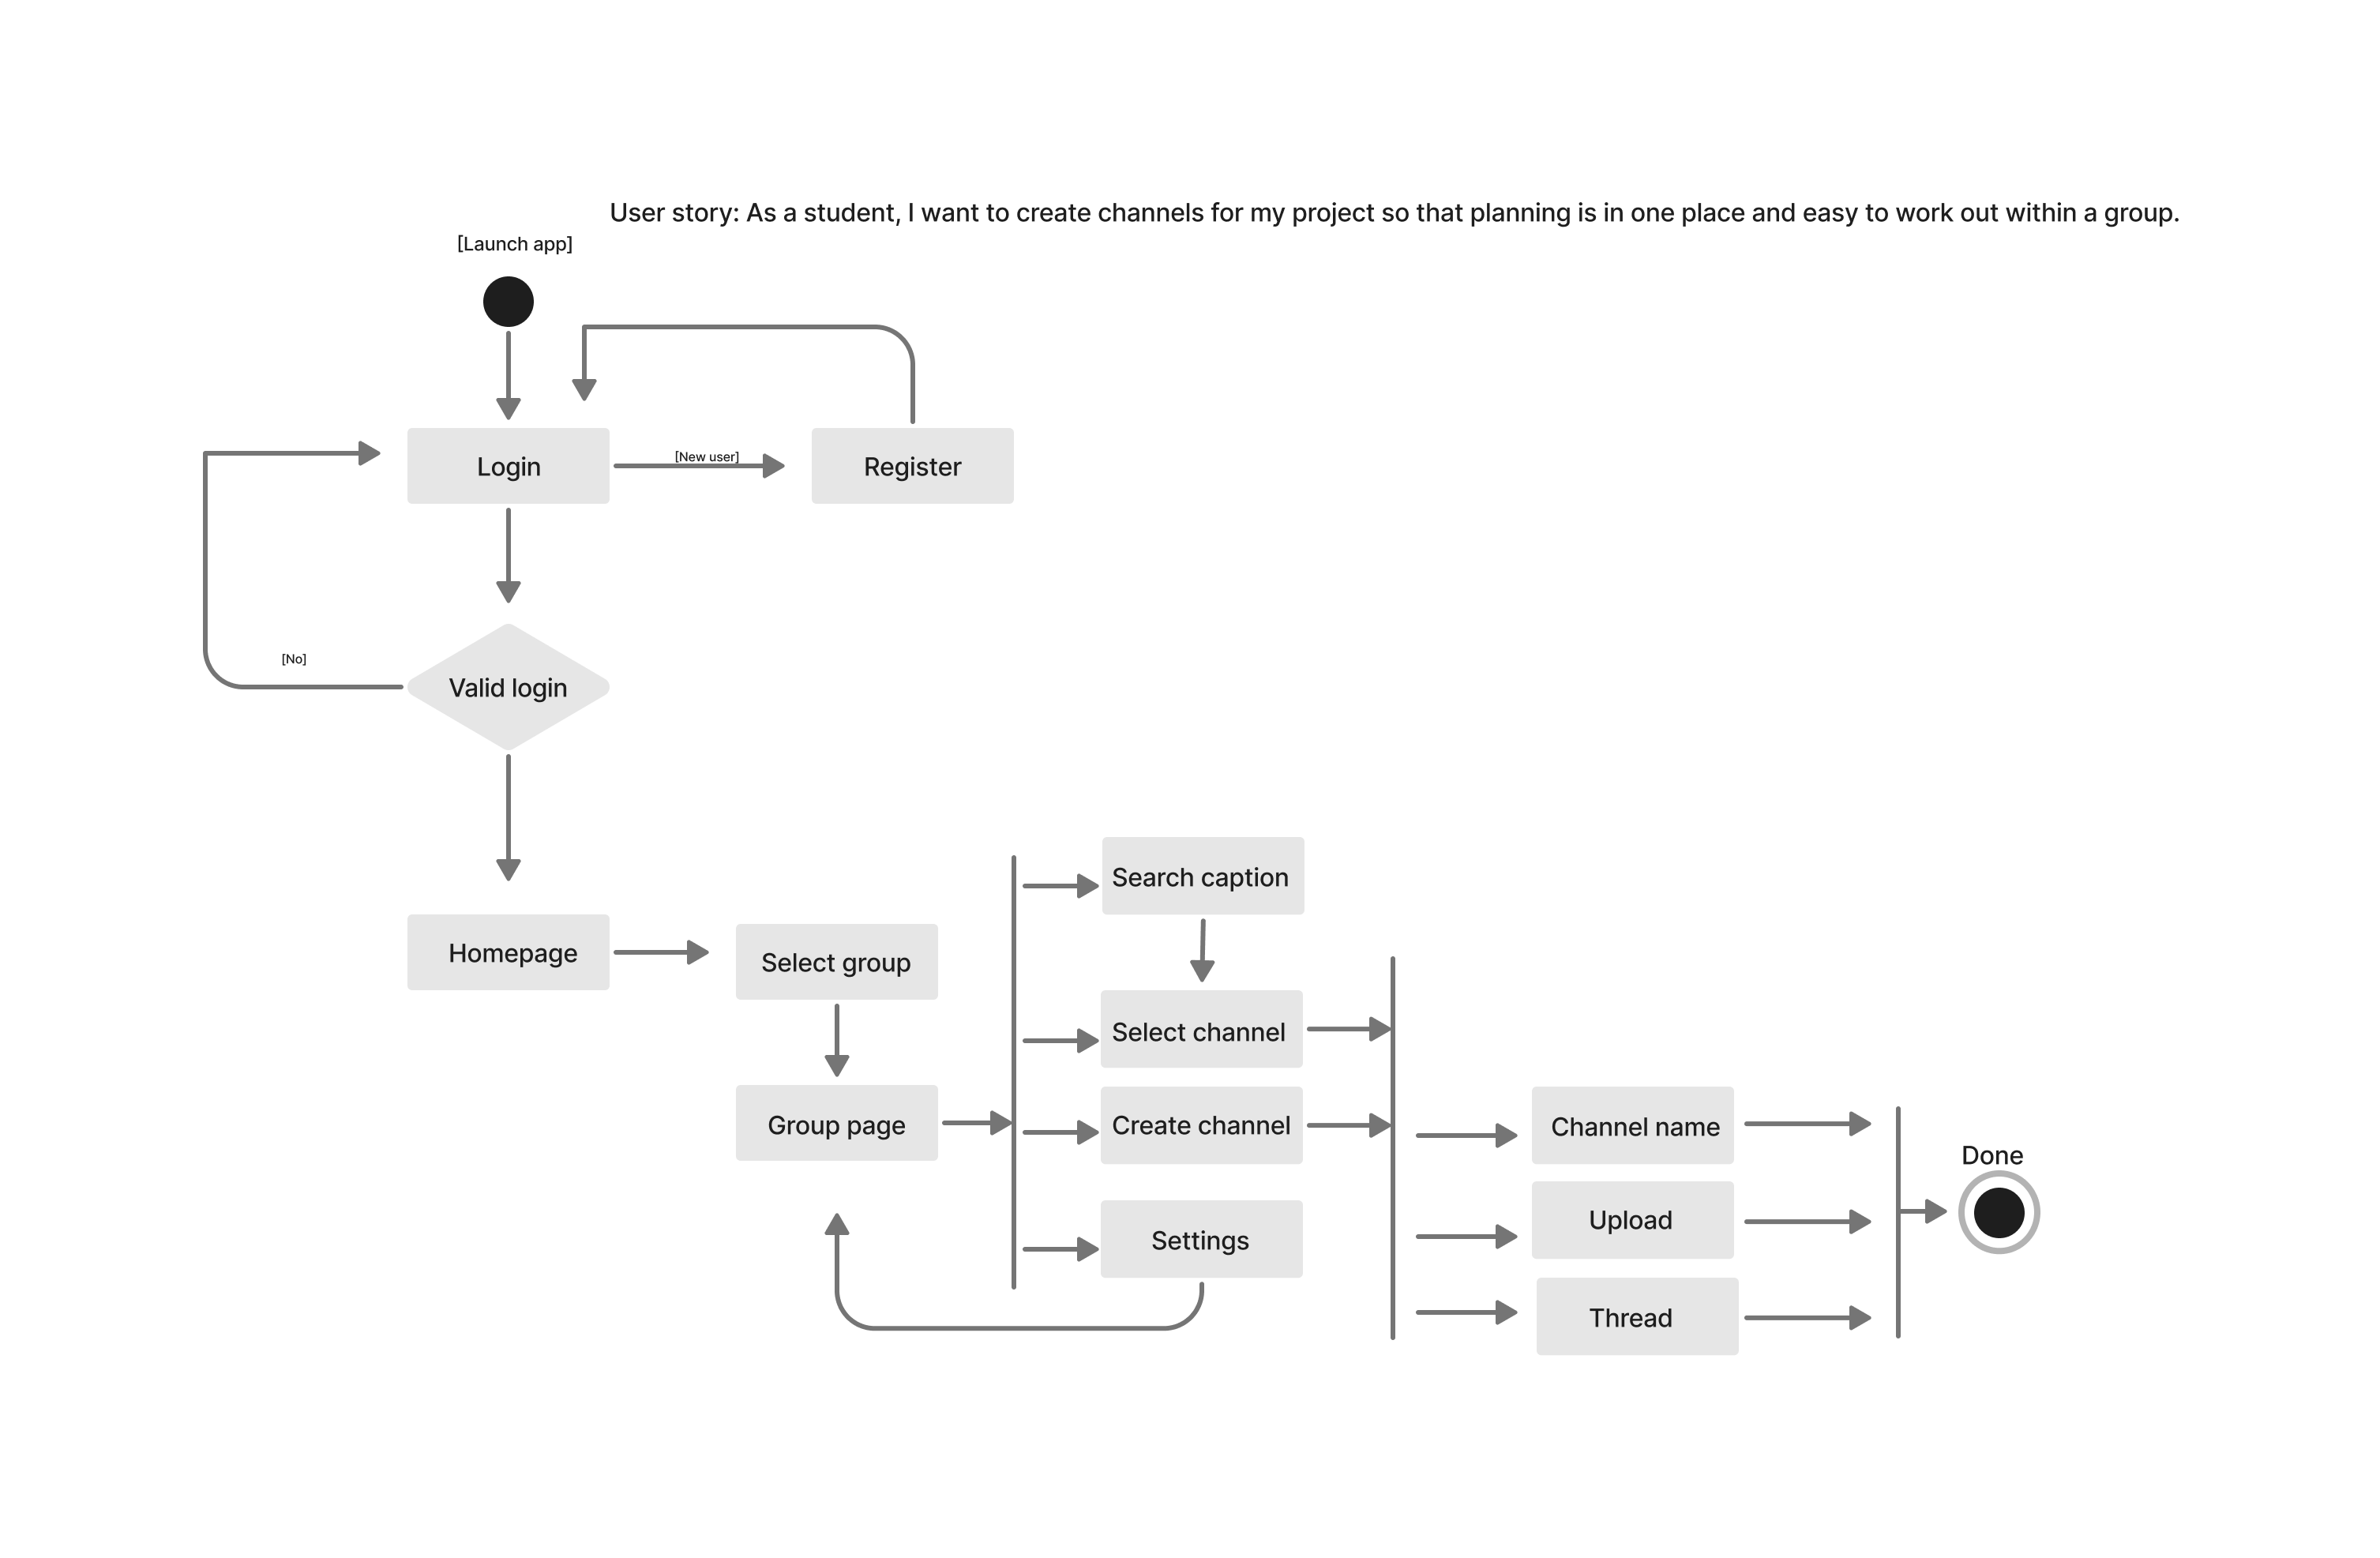 User story: As a student, I want to create channels for my project so that planning is in one place and easy to work out within a group.
[Launch app]
Login
[New user]
Register
[No]
Valid login
Homepage
Select group
Group page
Search caption
Select channel
Create channel
Settings
Channel name
Upload
Thread
Done